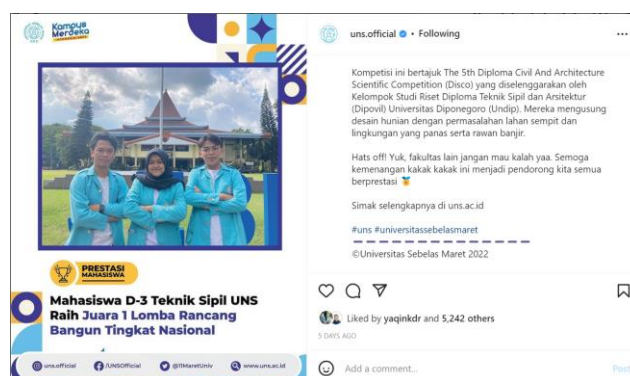 Kampus
Merdeka
PRESTASI
MAHASISWA
Mahasiswa D-3 Teknik Sipil UNS
Raih Juara 1 Lomba Rancang
Bangun Tingkat Nasional
uns.official
/UNSOfficial
@11MaretUniv
www.uns.ac.id
uns.official • Following
Kompetisi ini bertajuk The 5th Diploma Civil And Architecture
Scientific Competition (Disco) yang diselenggarakan oleh
Kelompok Studi Riset Diploma Teknik Sipil dan Arsitektur
(Dipovil) Universitas Diponegoro (Undip). Mereka mengusung
desain hunian dengan permasalahan lahan sempit dan
lingkungan yang panas serta rawan banjir.
Hats off! Yuk, fakultas lain jangan mau kalah yaa. Semoga
kemenangan kakak kakak ini menjadi pendorong kita semua
berprestasi 🏅
Simak selengkapnya di uns.ac.id
#uns #universitassebelasmaret
©Universitas Sebelas Maret 2022
Liked by yaqinkdr and 5,242 others
5 DAYS AGO
Add a comment...
Post